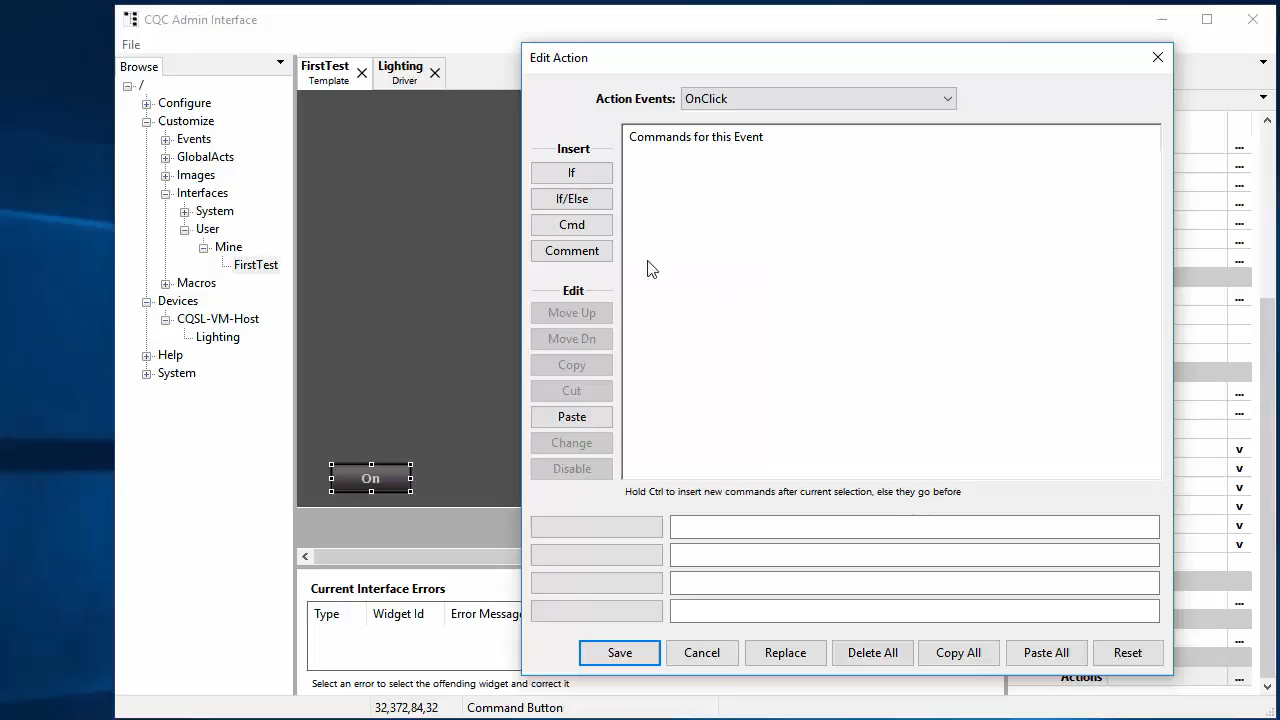 CQC Admin Interface
File
Browse
/
Configure
Customize
Events
GlobalActs
Images
Interfaces
System
User
Mine
FirstTest
Macros
Devices
CQSL-VM-Host
Lighting
Help
System
FirstTest
Template
Lighting
Driver
On
Current Interface Errors
Type Widget Id Error Message
Select an error to select the offending widget and correct it
32,372,84,32 Command Button
Edit Action
Action Events: OnClick
Insert
If
If/Else
Cmd
Comment
Edit
Move Up
Move Dn
Copy
Cut
Paste
Change
Disable
Commands for this Event
Hold Ctrl to insert new commands after current selection, else they go before
Save Cancel Replace Delete All Copy All Paste All Reset
Actions
...
...
...
...
...
...
...
...
...
...
v
v
v
v
v
v
...
...
...